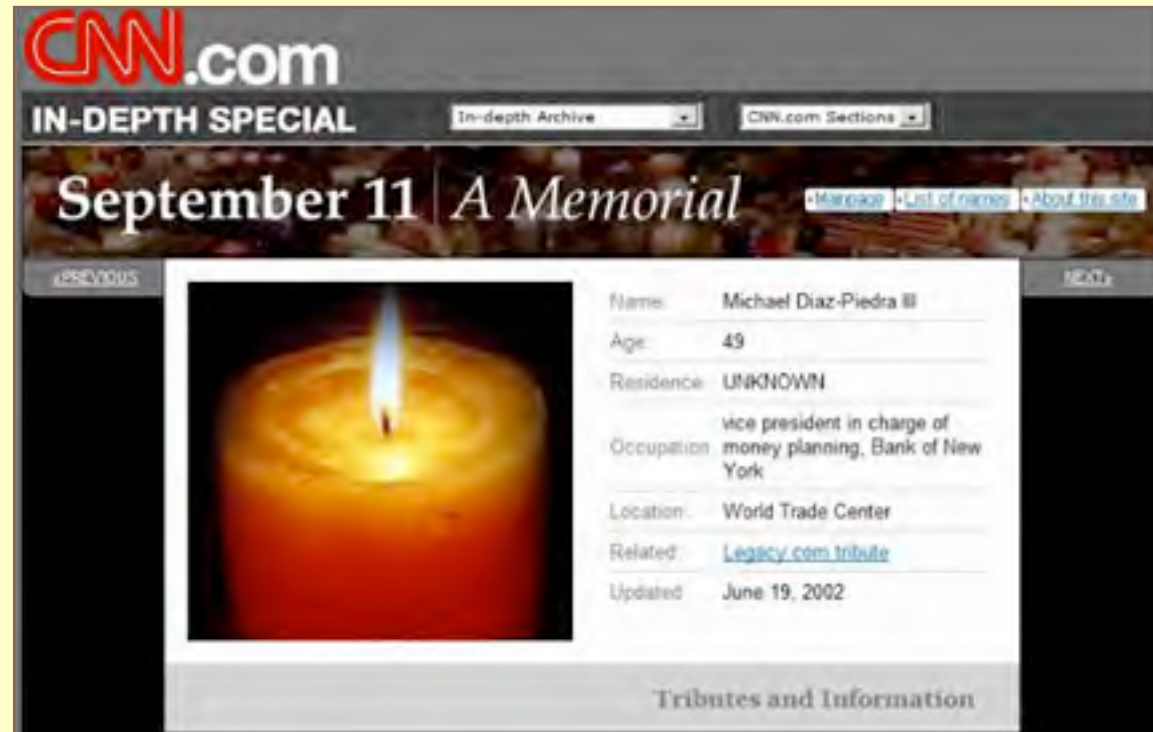 CNN.com
IN-DEPTH SPECIAL
In-depth Archive
CNN.com Sections
September 11 A Memorial
Mainpage
List of names
About this site
«PREVIOUS
NEXT»
Name: Michael Diaz-Piedra III
Age: 49
Residence: UNKNOWN
Occupation: vice president in charge of
money planning, Bank of New
York
Location: World Trade Center
Related: Legacy.com tribute
Updated: June 19, 2002
Tributes and Information